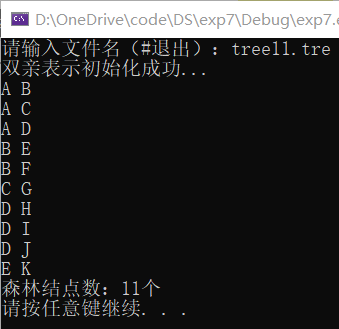 D:\OneDrive\code\DS\exp7\Debug\exp7.e
请输入文件名（#退出）：tree11.tre
双亲表示初始化成功...
A B
A C
A D
B E
B F
C G
D H
D I
D J
E K
森林结点数：11个
请按任意键继续. . .